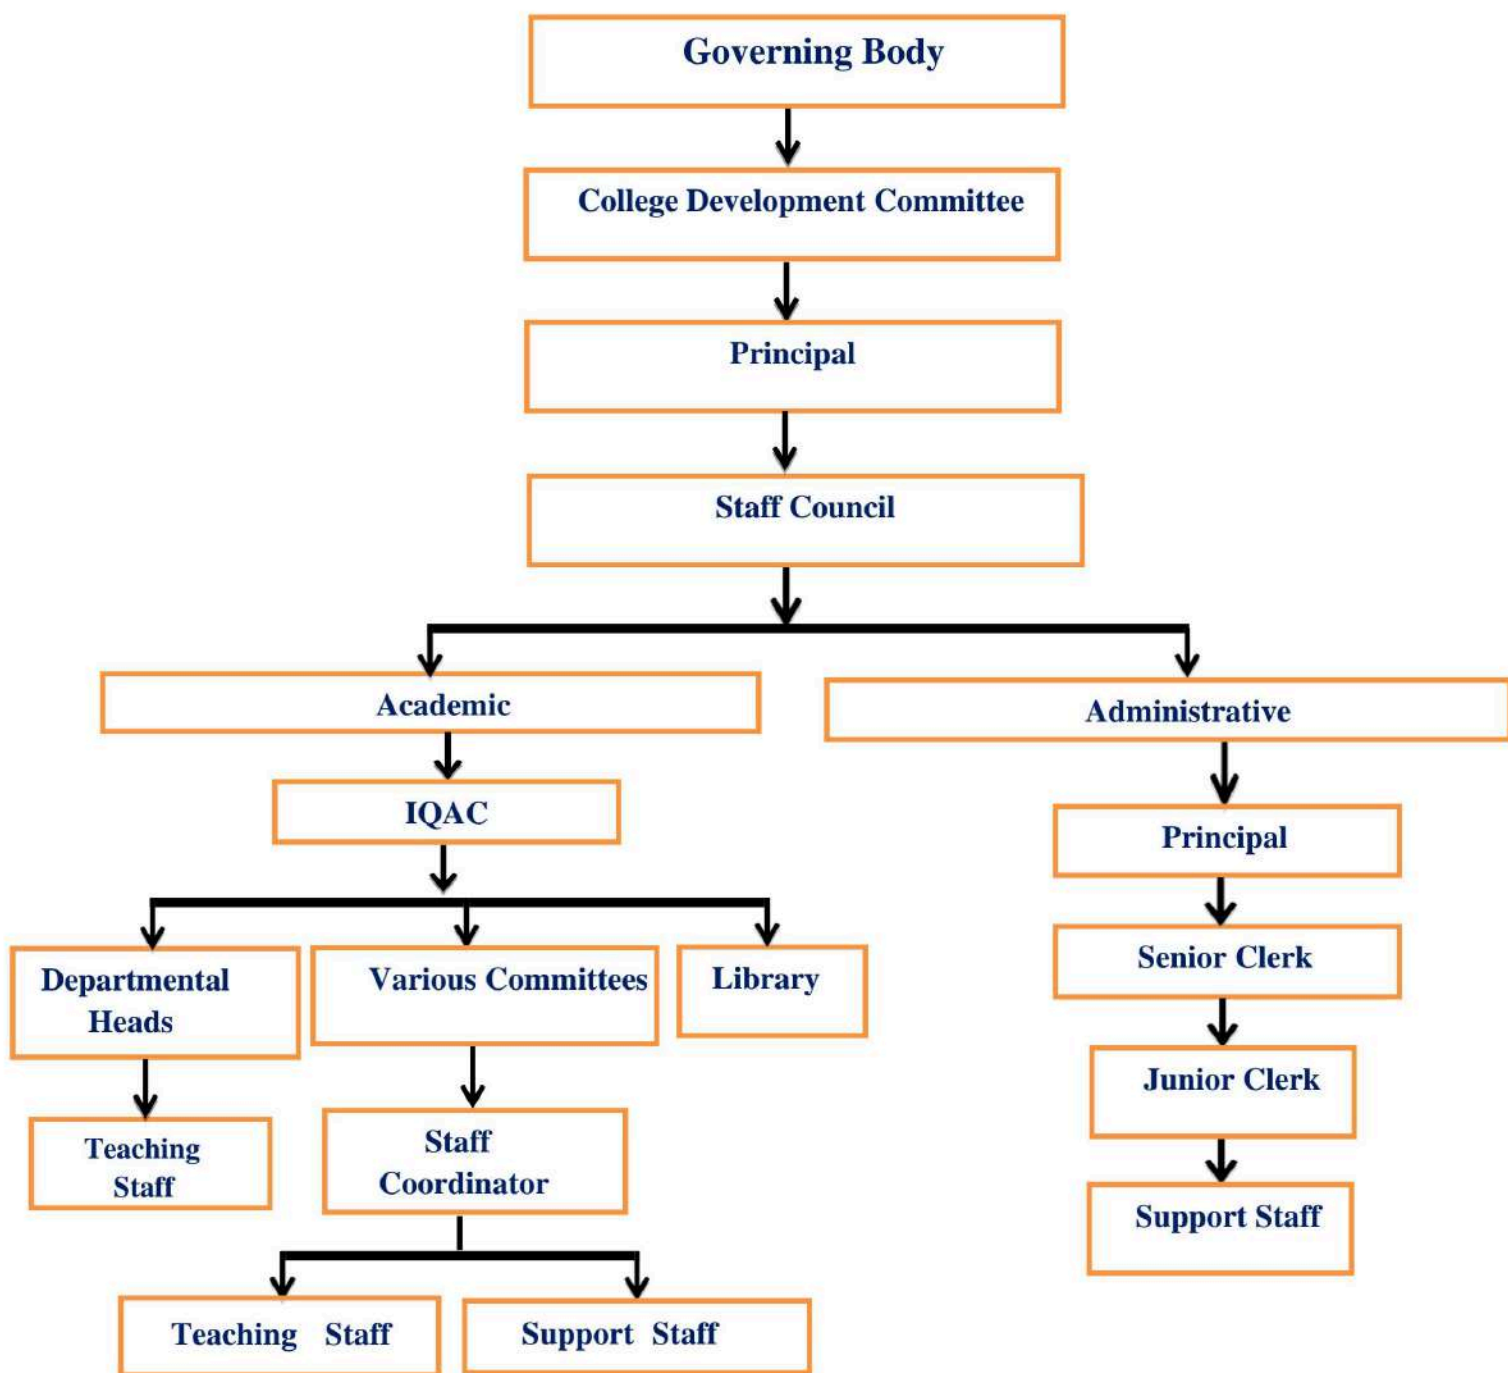 Governing Body
College Development Committee
Principal
Staff Council
Academic
Administrative
IQAC
Principal
Departmental
Heads
Various Committees
Library
Senior Clerk
Junior Clerk
Teaching
Staff
Staff
Coordinator
Support Staff
Teaching Staff
Support Staff